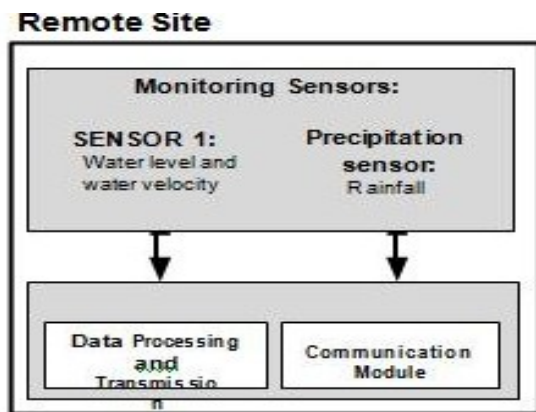 Remote Site
Monitoring Sensors:
SENSOR 1:
Water level and
water velocity
Precipitation
sensor:
Rainfall
Data Processing
and
Transmissio
n
Communication
Module